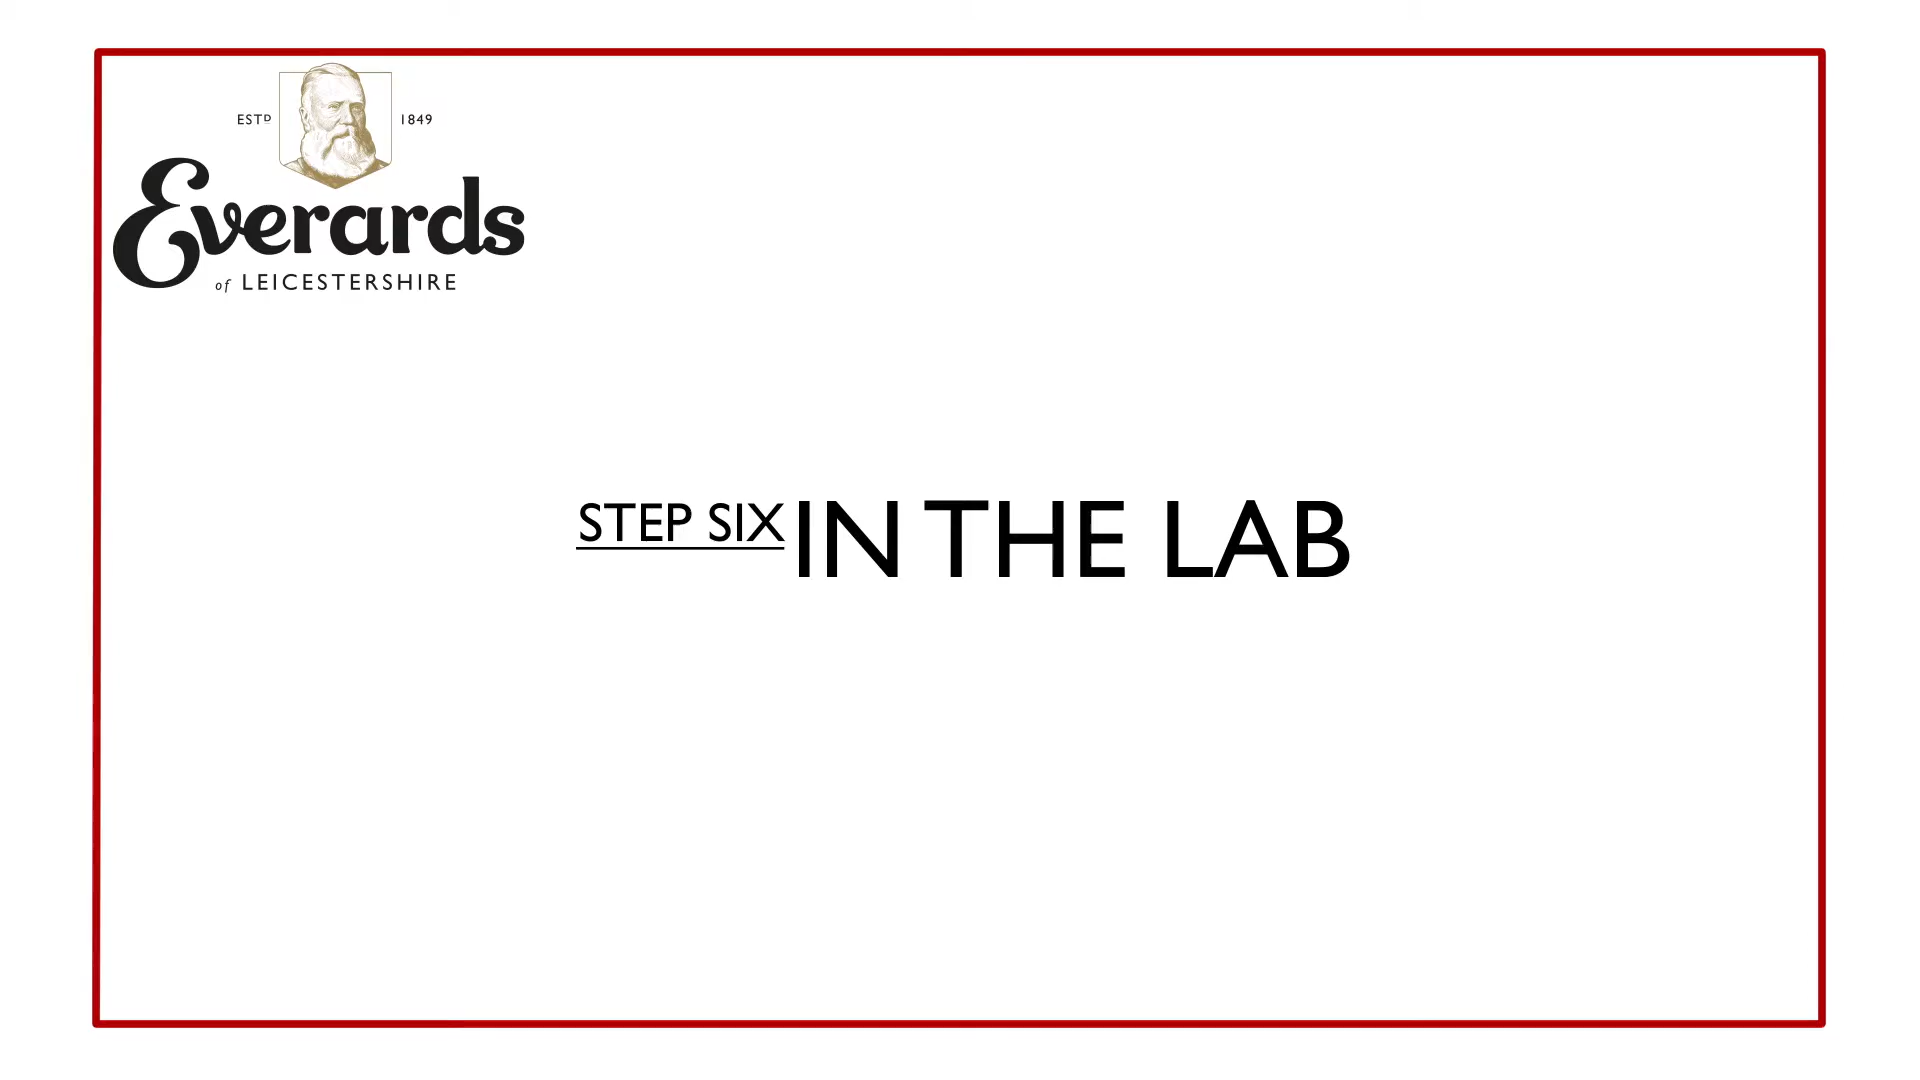 ESTD 1849
Everards
of LEICESTERSHIRE
STEP SIX IN THE LAB